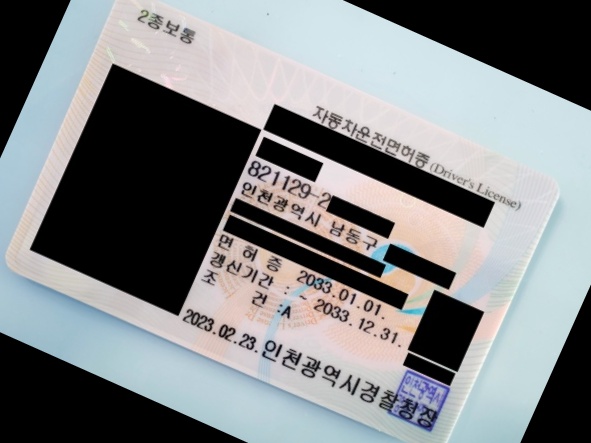 2종보통
자동차운전면허증 (Driver's License)
821129-2
인천광역시 남동구
면 허 증 2033.01.01.
갱신기간 : ~ 2033.12.31.
조 건 :A
2023.02.23. 인천광역시경찰청장